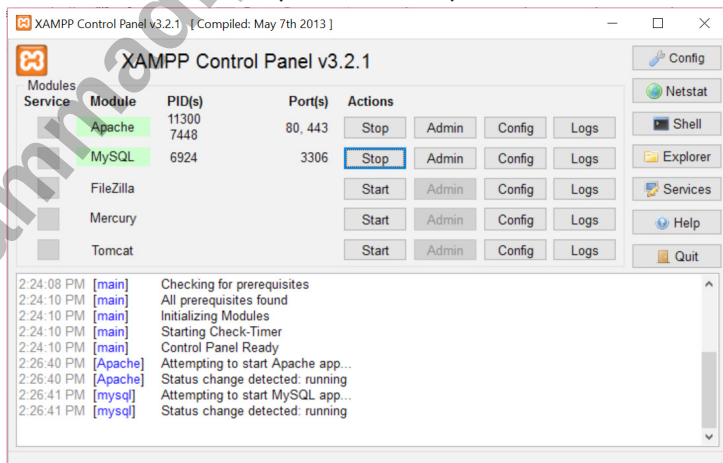 XAMPP Control Panel v3.2.1 [ Compiled: May 7th 2013 ]
XAMPP Control Panel v3.2.1
Config
Modules
Service Module PID(s) Port(s) Actions
Netstat
Apache 11300 7448 80, 443 Stop Admin Config Logs
Shell
MySQL 6924 3306 Stop Admin Config Logs
Explorer
FileZilla Start Admin Config Logs
Services
Mercury Start Admin Config Logs
Help
Tomcat Start Admin Config Logs
Quit
2:24:08 PM [main] Checking for prerequisites
2:24:10 PM [main] All prerequisites found
2:24:10 PM [main] Initializing Modules
2:24:10 PM [main] Starting Check-Timer
2:24:10 PM [main] Control Panel Ready
2:26:40 PM [Apache] Attempting to start Apache app...
2:26:40 PM [Apache] Status change detected: running
2:26:41 PM [mysql] Attempting to start MySQL app...
2:26:41 PM [mysql] Status change detected: running